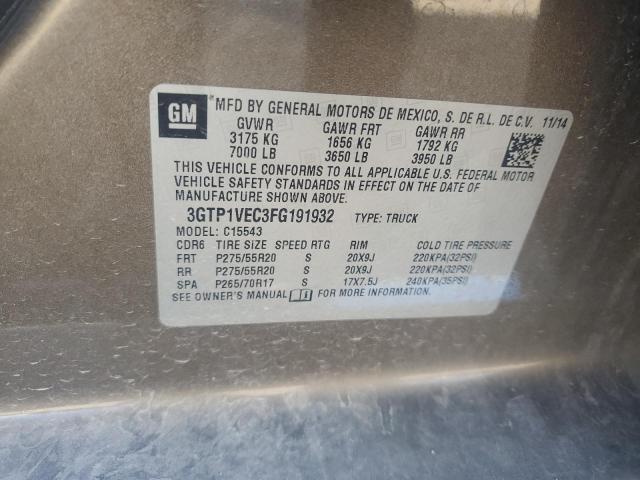 GM MFD BY GENERAL MOTORS DE MEXICO, S. DE R.L. DE C.V. 11/14
GVWR GAWR FRT GAWR RR
3175 KG 1656 KG 1792 KG
7000 LB 3650 LB 3950 LB
THIS VEHICLE CONFORMS TO ALL APPLICABLE U.S. FEDERAL MOTOR
VEHICLE SAFETY STANDARDS IN EFFECT ON THE DATE OF
MANUFACTURE SHOWN ABOVE.
3GTP1VEC3FG191932 TYPE: TRUCK
MODEL: C15543
CDR6 TIRE SIZE SPEED RTG RIM COLD TIRE PRESSURE
FRT P275/55R20 S 20X9J 220KPA(32PSI)
RR P275/55R20 S 20X9J 220KPA(32PSI)
SPA P265/70R17 S 17X7.5J 240KPA(35PSI)
SEE OWNER'S MANUAL FOR MORE INFORMATION.